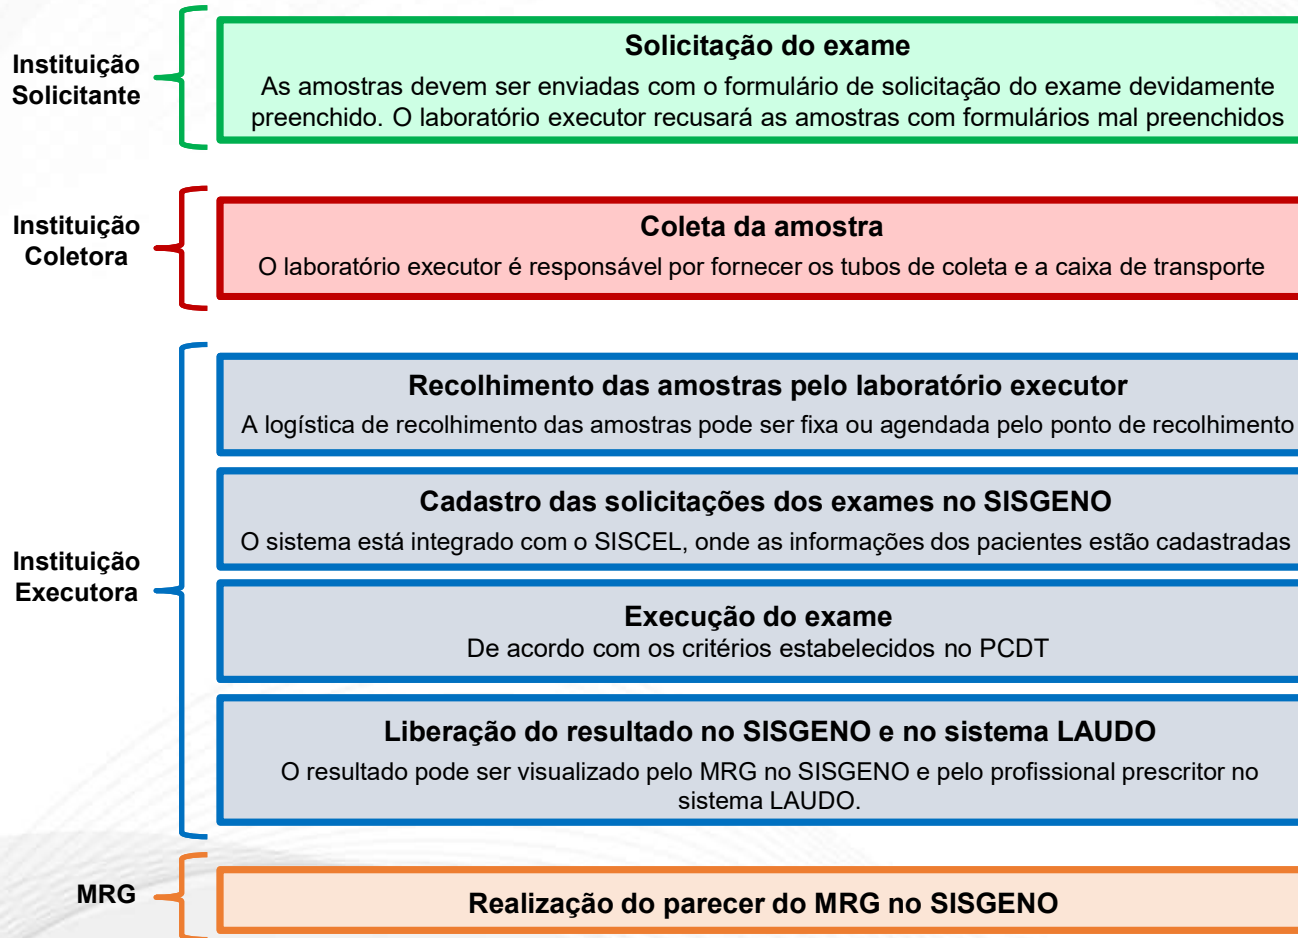 Instituição
Solicitante
Solicitação do exame
As amostras devem ser enviadas com o formulário de solicitação do exame devidamente
preenchido. O laboratório executor recusará as amostras com formulários mal preenchidos
Instituição
Coletora
Coleta da amostra
O laboratório executor é responsável por fornecer os tubos de coleta e a caixa de transporte
Instituição
Executora
Recolhimento das amostras pelo laboratório executor
A logística de recolhimento das amostras pode ser fixa ou agendada pelo ponto de recolhimento
Cadastro das solicitações dos exames no SISGENO
O sistema está integrado com o SISCEL, onde as informações dos pacientes estão cadastradas
Execução do exame
De acordo com os critérios estabelecidos no PCDT
Liberação do resultado no SISGENO e no sistema LAUDO
O resultado pode ser visualizado pelo MRG no SISGENO e pelo profissional prescritor no
sistema LAUDO.
MRG
Realização do parecer do MRG no SISGENO